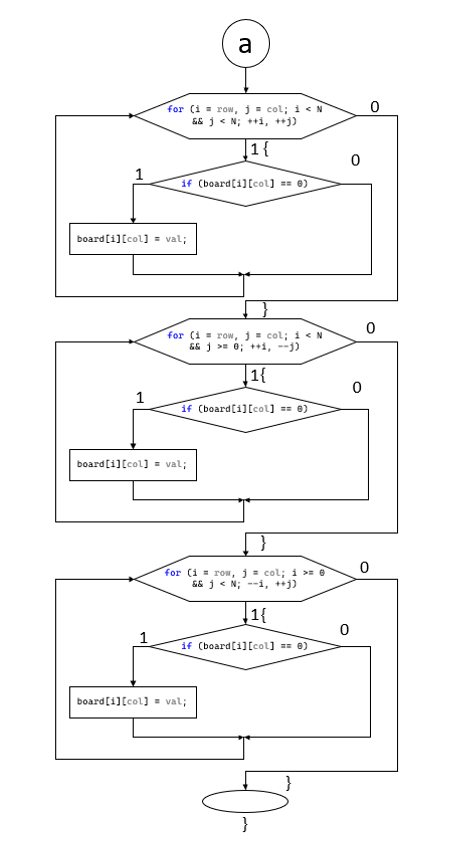 a
for (i = row, j = col; i < N
&& j < N; ++i, ++j)
0
1 {
0
1
if (board[i][col] == 0)
board[i][col] = val;
}
for (i = row, j = col; i < N
&& j >= 0; ++i, --j)
0
1{
0
1
if (board[i][col] == 0)
board[i][col] = val;
}
for (i = row, j = col; i >= 0
&& j < N; --i, ++j)
0
1{
0
1
if (board[i][col] == 0)
board[i][col] = val;
}
}